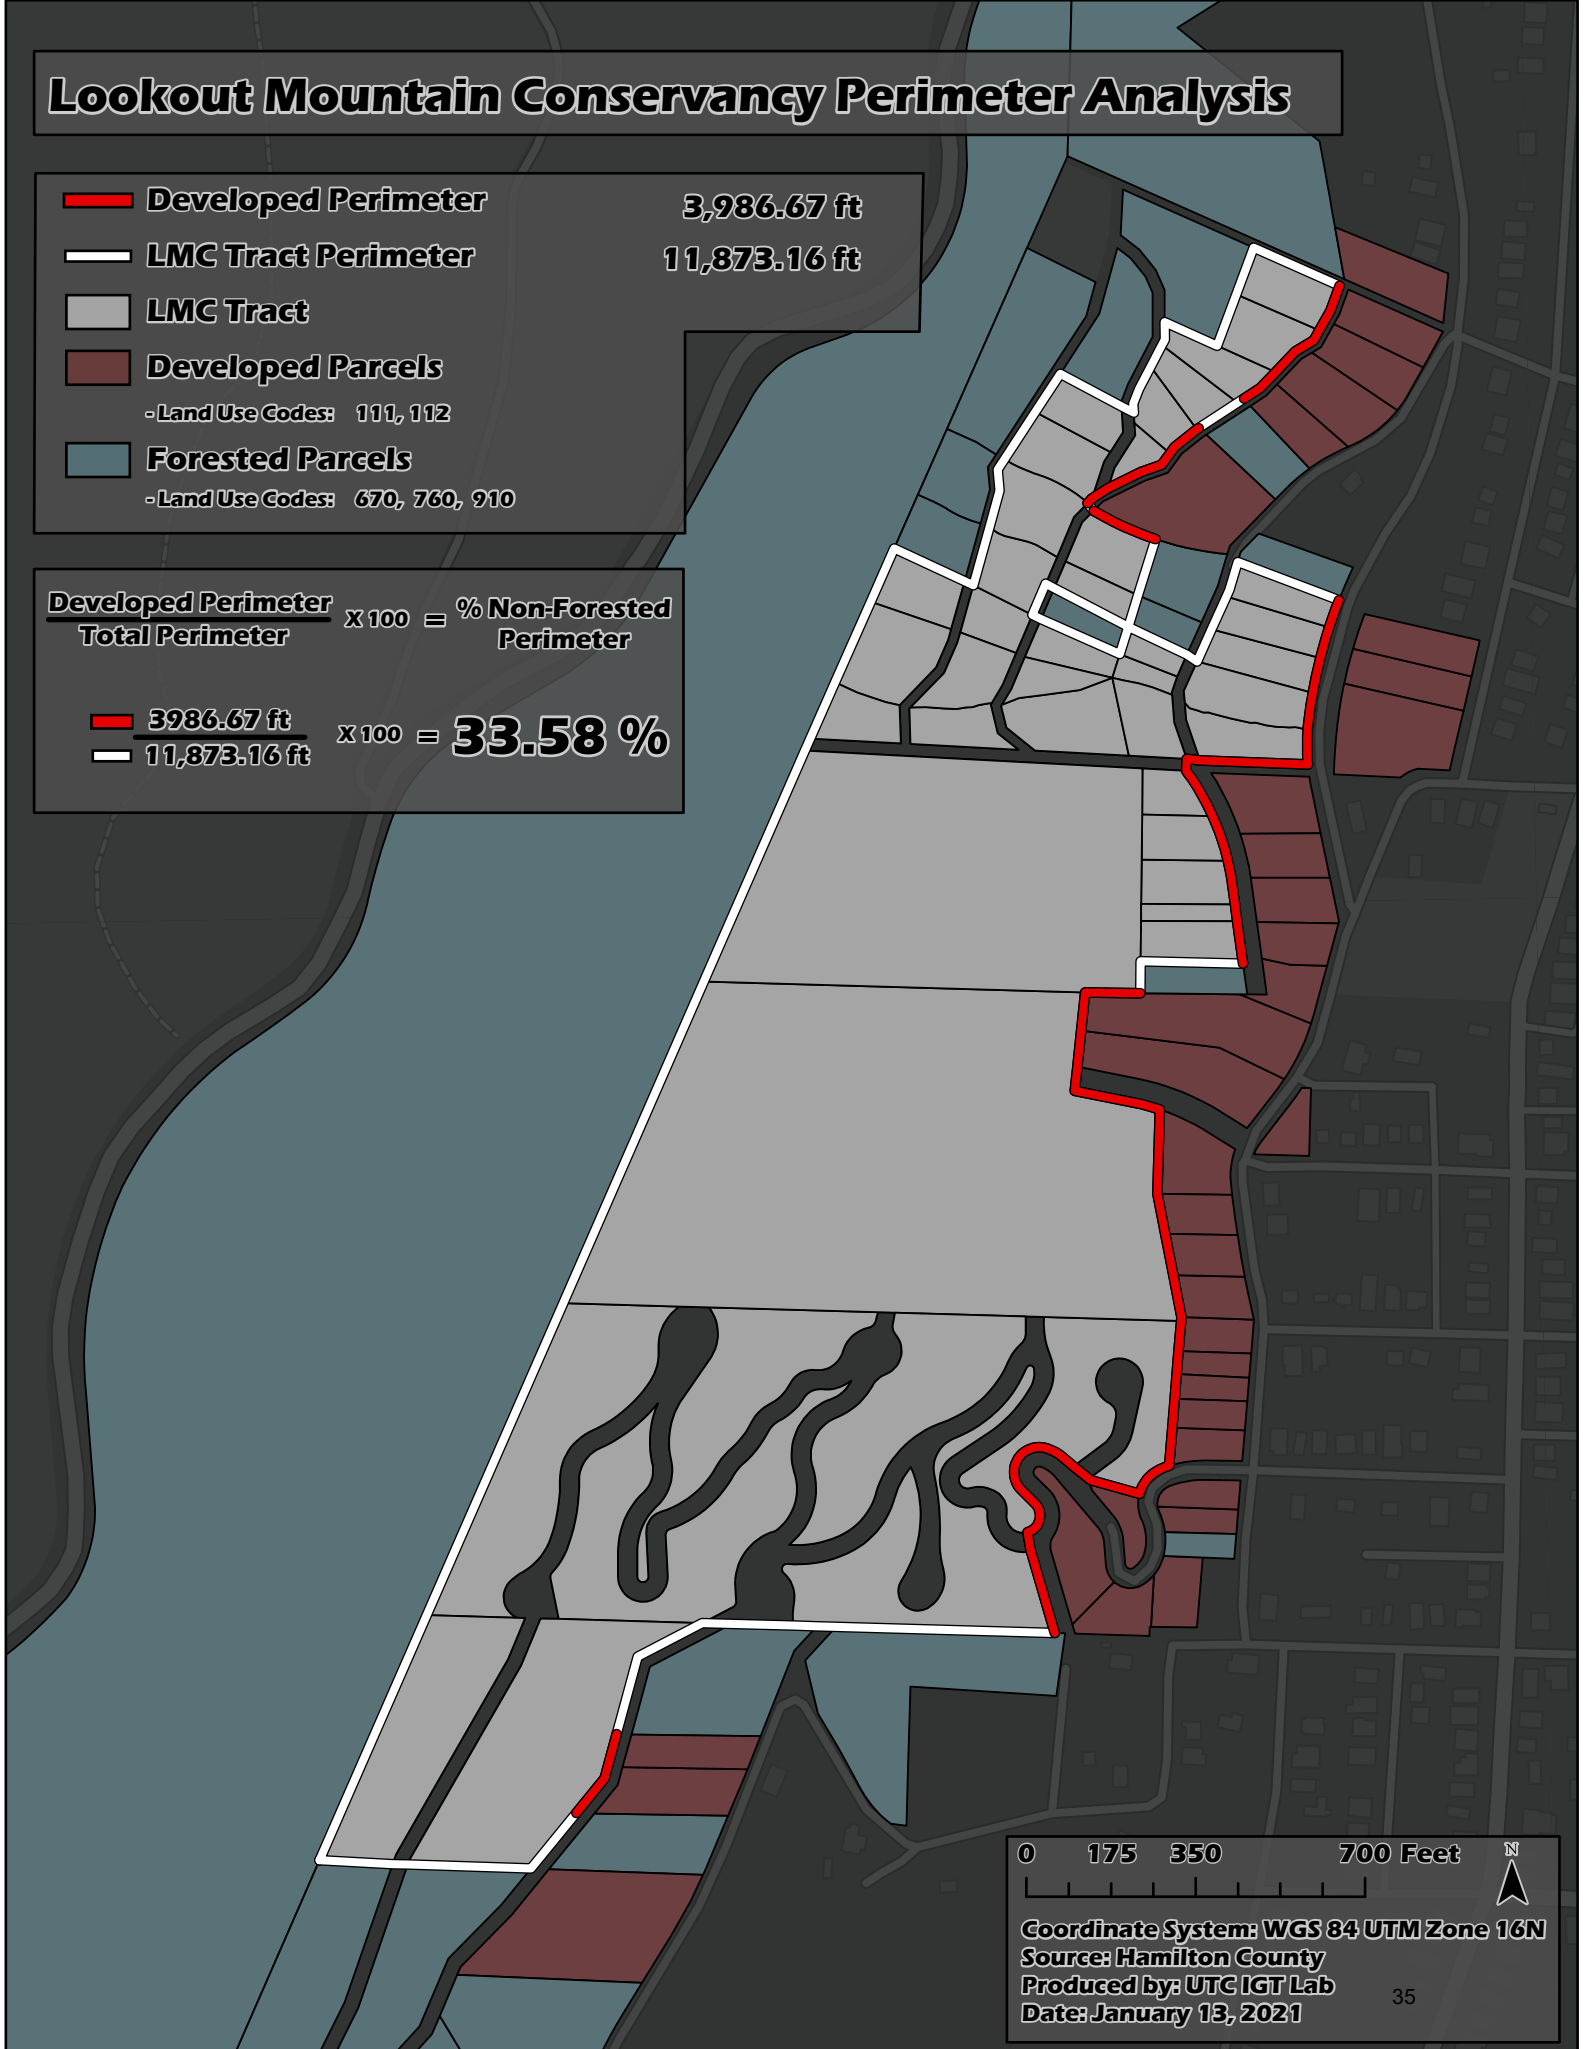 Lookout Mountain Conservancy Perimeter Analysis
Developed Perimeter 3,986.67 ft
LMC Tract Perimeter 11,873.16 ft
LMC Tract
Developed Parcels
- Land Use Codes: 111, 112
Forested Parcels
- Land Use Codes: 670, 760, 910
Developed Perimeter
Total Perimeter
X 100 = % Non-Forested
Perimeter
3986.67 ft
11,873.16 ft
X 100 = 33.58 %
0 175 350 700 Feet
N
Coordinate System: WGS 84 UTM Zone 16N
Source: Hamilton County
Produced by: UTC IGT Lab
Date: January 13, 2021
35